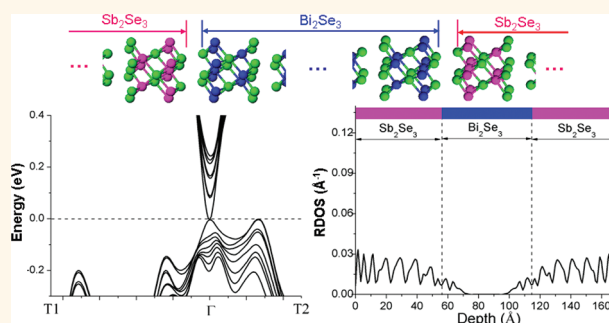 Sb₂Se₃ Bi₂Se₃ Sb₂Se₃
... ... ...
0.4
0.2
0.0
-0.2
Energy (eV)
T1 Γ T2
Sb₂Se₃ Bi₂Se₃ Sb₂Se₃
0.12
0.09
0.06
0.03
0.00
RDOS (Å⁻¹)
0 20 40 60 80 100 120 140 160
Depth (Å)